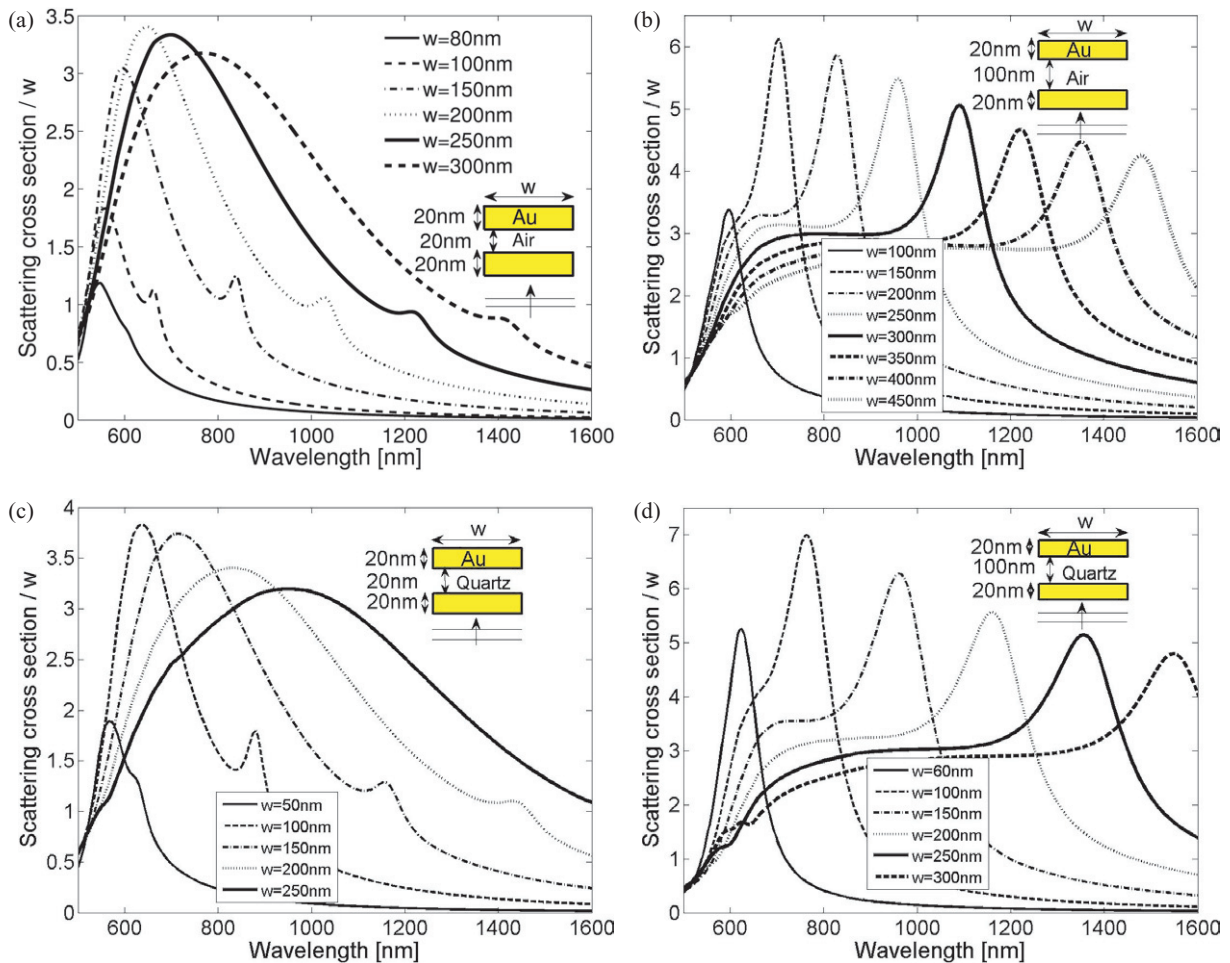 (a)
Scattering cross section / w
3.5
3
2.5
2
1.5
1
0.5
0
600 800 1000 1200 1400 1600
Wavelength [nm]
w=80nm
w=100nm
w=150nm
w=200nm
w=250nm
w=300nm
w
20nm Au
20nm Air
20nm
(b)
Scattering cross section / w
6
5
4
3
2
1
0
600 800 1000 1200 1400 1600
Wavelength [nm]
w
20nm Au
100nm Air
20nm
w=100nm
w=150nm
w=200nm
w=250nm
w=300nm
w=350nm
w=400nm
w=450nm
(c)
Scattering cross section / w
4
3.5
3
2.5
2
1.5
1
0.5
0
600 800 1000 1200 1400 1600
Wavelength [nm]
w
20nm Au
20nm Quartz
20nm
w=50nm
w=100nm
w=150nm
w=200nm
w=250nm
(d)
Scattering cross section / w
7
6
5
4
3
2
1
0
600 800 1000 1200 1400 1600
Wavelength [nm]
w
20nm Au
100nm Quartz
20nm
w=60nm
w=100nm
w=150nm
w=200nm
w=250nm
w=300nm